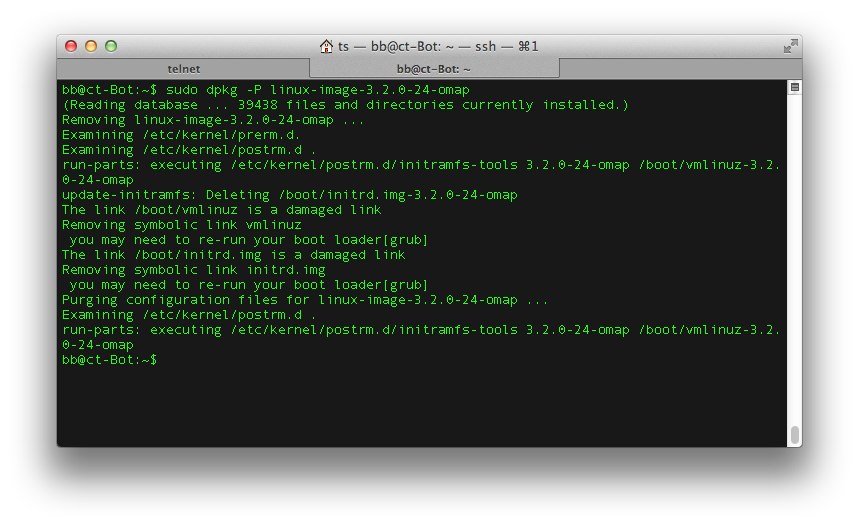 ts — bb@ct-Bot: ~ — ssh — ⌘1
telnet
bb@ct-Bot: ~
bb@ct-Bot:~$ sudo dpkg -P linux-image-3.2.0-24-omap
(Reading database ... 39438 files and directories currently installed.)
Removing linux-image-3.2.0-24-omap ...
Examining /etc/kernel/prerm.d.
Examining /etc/kernel/postrm.d .
run-parts: executing /etc/kernel/postrm.d/initramfs-tools 3.2.0-24-omap /boot/vmlinuz-3.2.
0-24-omap
update-initramfs: Deleting /boot/initrd.img-3.2.0-24-omap
The link /boot/vmlinuz is a damaged link
Removing symbolic link vmlinuz
 you may need to re-run your boot loader[grub]
The link /boot/initrd.img is a damaged link
Removing symbolic link initrd.img
 you may need to re-run your boot loader[grub]
Purging configuration files for linux-image-3.2.0-24-omap ...
Examining /etc/kernel/postrm.d .
run-parts: executing /etc/kernel/postrm.d/initramfs-tools 3.2.0-24-omap /boot/vmlinuz-3.2.
0-24-omap
bb@ct-Bot:~$